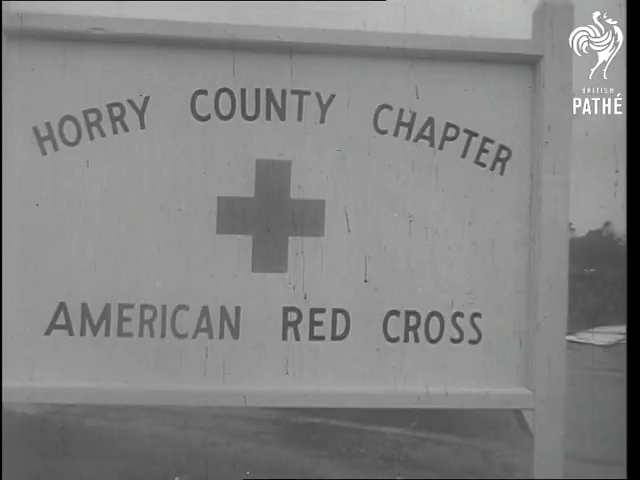 HORRY COUNTY CHAPTER
AMERICAN RED CROSS
BRITISH
PATHÉ